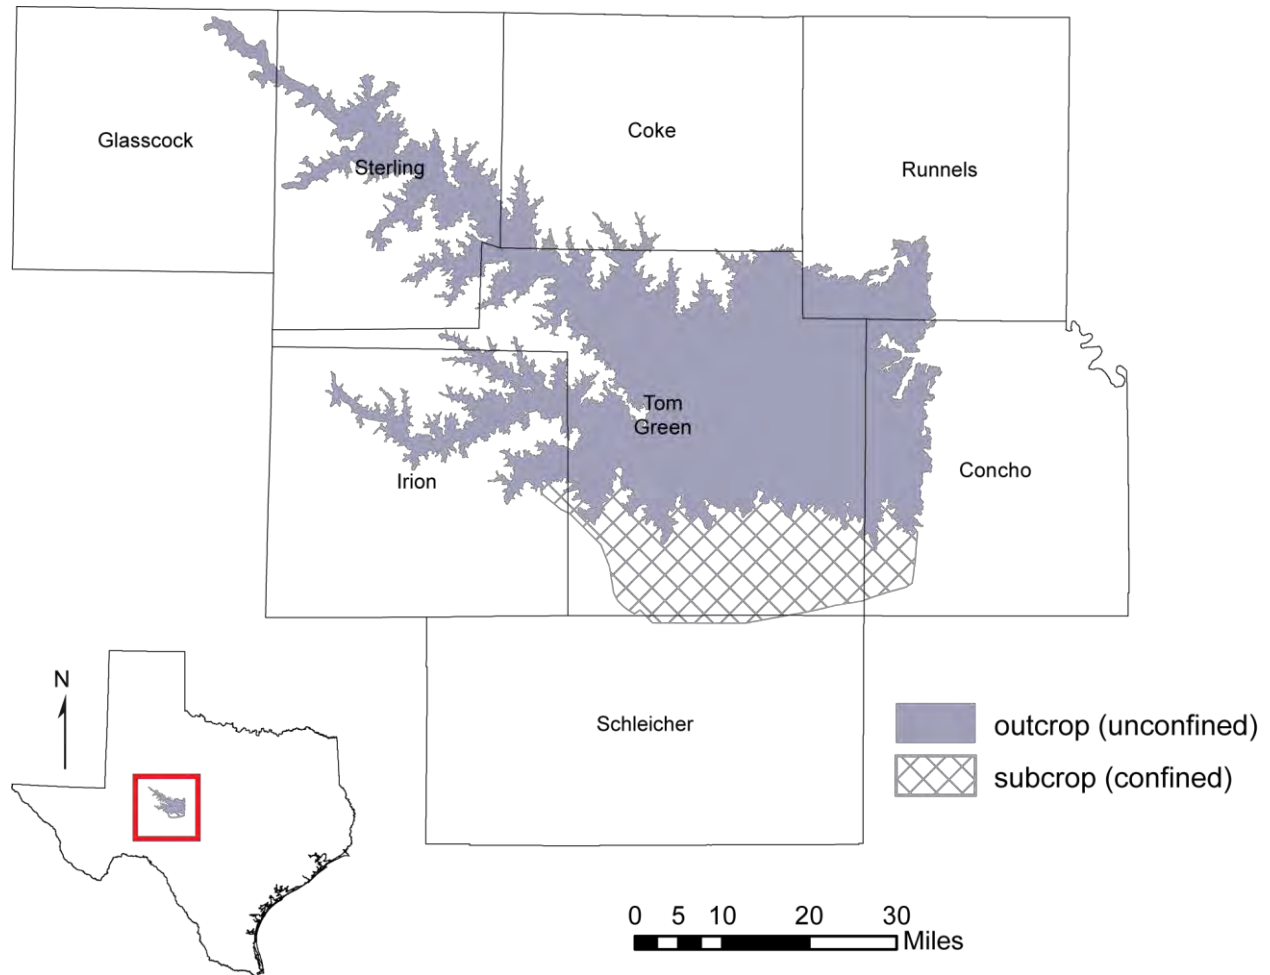 Glasscock
Sterling
Coke
Runnels
Tom
Green
Irion
Concho
Schleicher
N
outcrop (unconfined)
subcrop (confined)
0 5 10 20 30
Miles